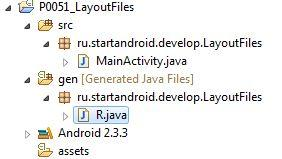 P0051_LayoutFiles
src
ru.startandroid.develop.LayoutFiles
MainActivity.java
gen [Generated Java Files]
ru.startandroid.develop.LayoutFiles
R.java
Android 2.3.3
assets